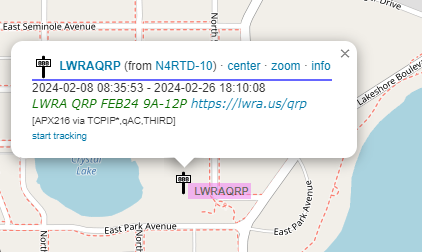 East Seminole Avenue
r Drive
LWRAQRP (from N4RTD-10) · center · zoom · info
2024-02-08 08:35:53 - 2024-02-26 18:10:08
LWRA QRP FEB24 9A-12P https://lwra.us/qrp
[APX216 via TCPIP*,qAC,THIRD]
start tracking
Lakeshore Boulev
Crystal
Lake
LWRAQRP
East Park Avenue
East Park Avenue
North
North